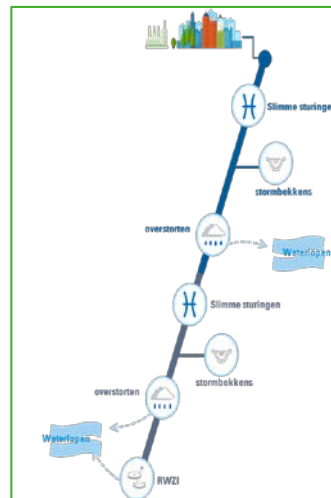 Slimme sturinge
stormbekkens
overstorten
Waterlopen
Slimme sturingen
stormbekkens
overstorten
Waterlopen
RWZI